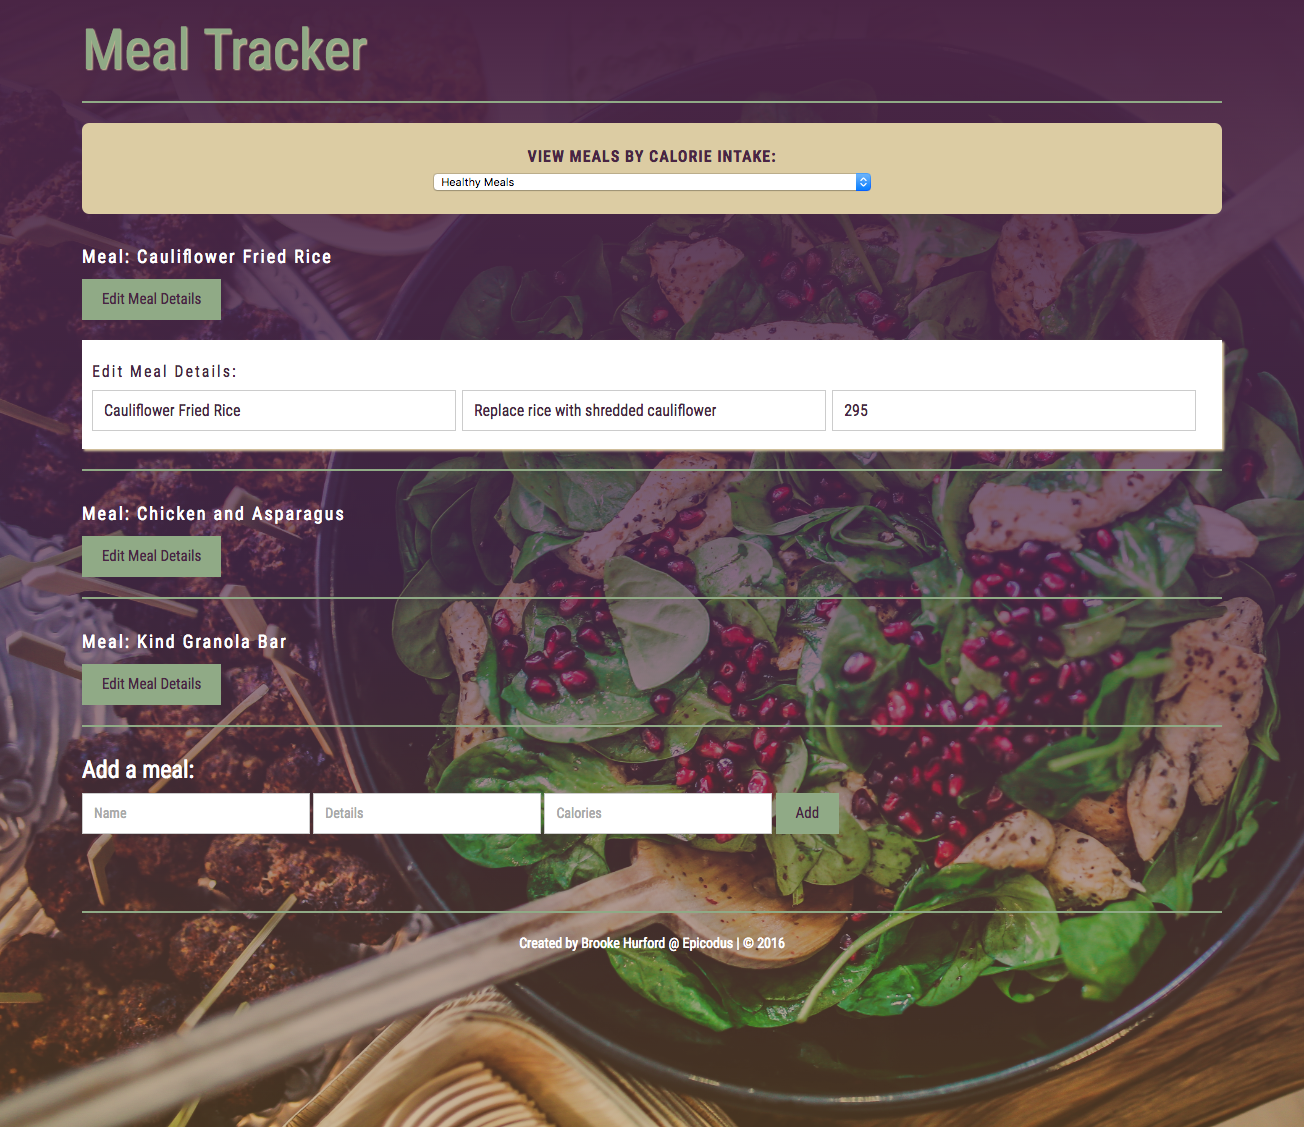 Meal Tracker
VIEW MEALS BY CALORIE INTAKE:
Healthy Meals
Meal: Cauliflower Fried Rice
Edit Meal Details
Edit Meal Details:
Cauliflower Fried Rice Replace rice with shredded cauliflower 295
Meal: Chicken and Asparagus
Edit Meal Details
Meal: Kind Granola Bar
Edit Meal Details
Add a meal:
Name Details Calories Add
Created by Brooke Hurford @ Epicodus | © 2016